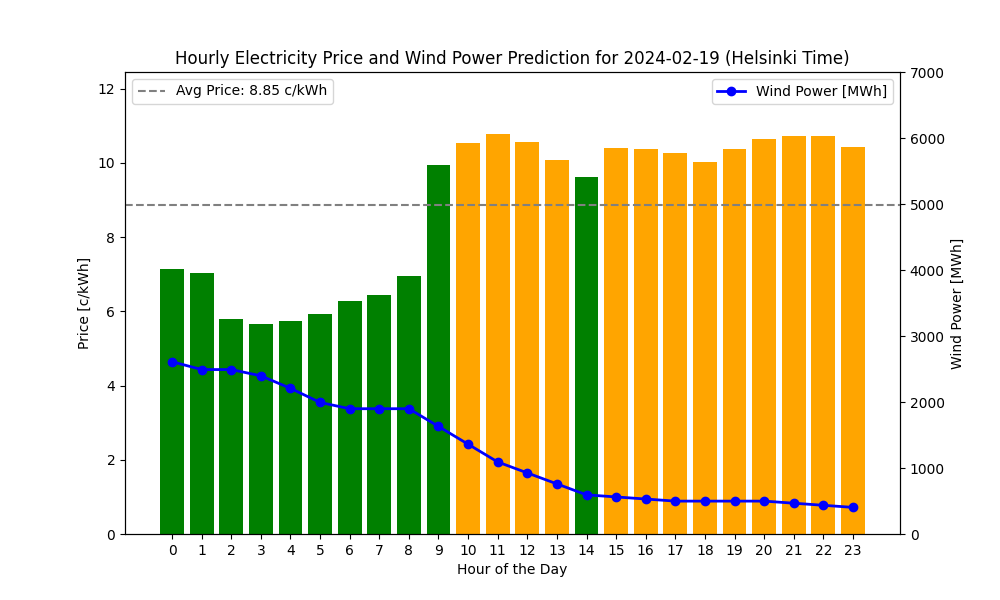 Hourly Electricity Price and Wind Power Prediction for 2024-02-19 (Helsinki Time)
Avg Price: 8.85 c/kWh
Wind Power [MWh]
Price [c/kWh]
12
10
8
6
4
2
0
7000
6000
5000
4000
3000
2000
1000
0
Wind Power [MWh]
0 1 2 3 4 5 6 7 8 9 10 11 12 13 14 15 16 17 18 19 20 21 22 23
Hour of the Day